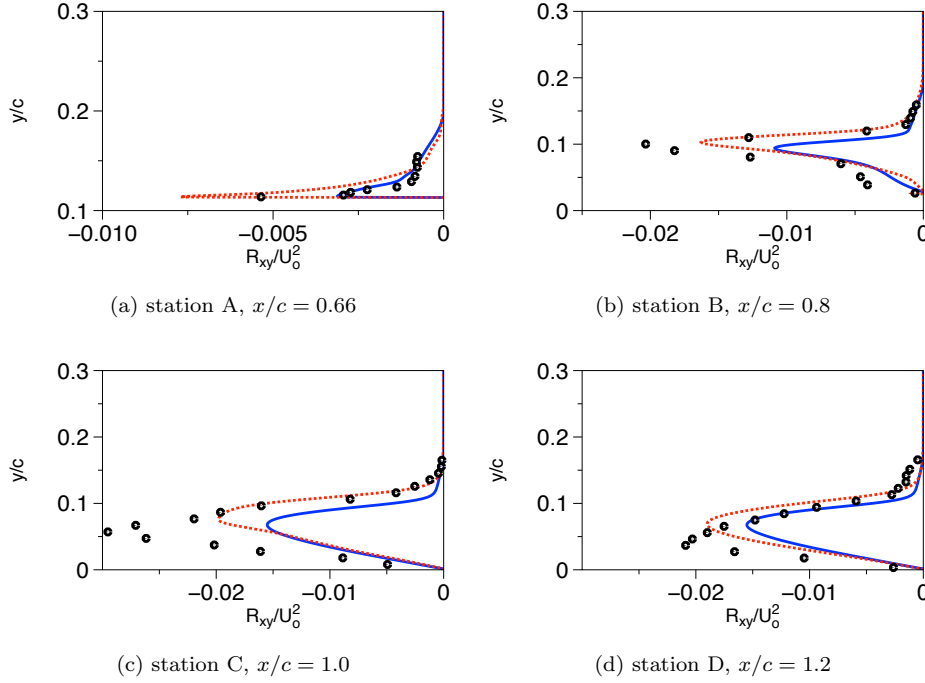 0.3
0.2
0.1
y/c
−0.010
−0.005
0
R_xy/U_o^2
(a) station A, x/c = 0.66
0.3
0.2
0.1
0
y/c
−0.02
−0.01
0
R_xy/U_o^2
(b) station B, x/c = 0.8
0.3
0.2
0.1
0
y/c
−0.02
−0.01
0
R_xy/U_o^2
(c) station C, x/c = 1.0
0.3
0.2
0.1
0
y/c
−0.02
−0.01
0
R_xy/U_o^2
(d) station D, x/c = 1.2